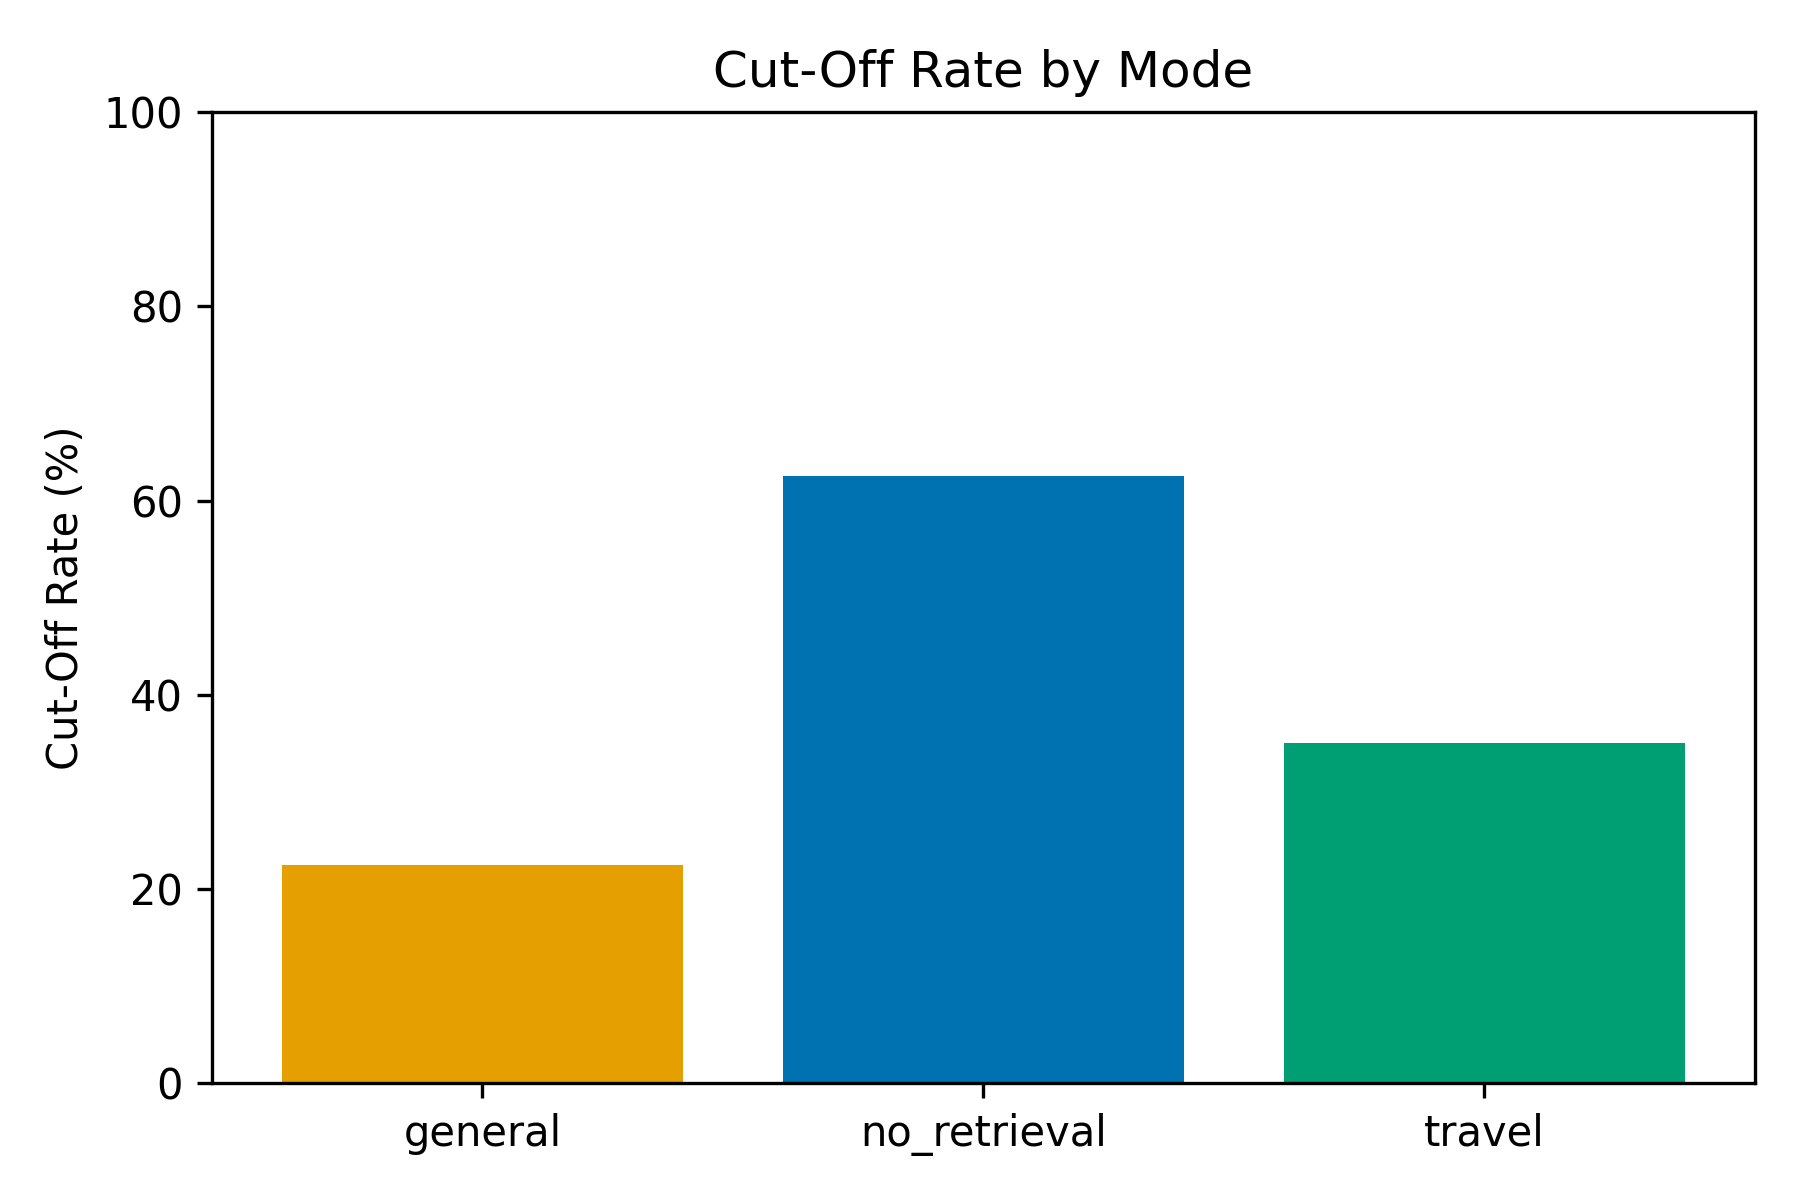 Cut-Off Rate by Mode
Cut-Off Rate (%)
100
80
60
40
20
0
general
no_retrieval
travel